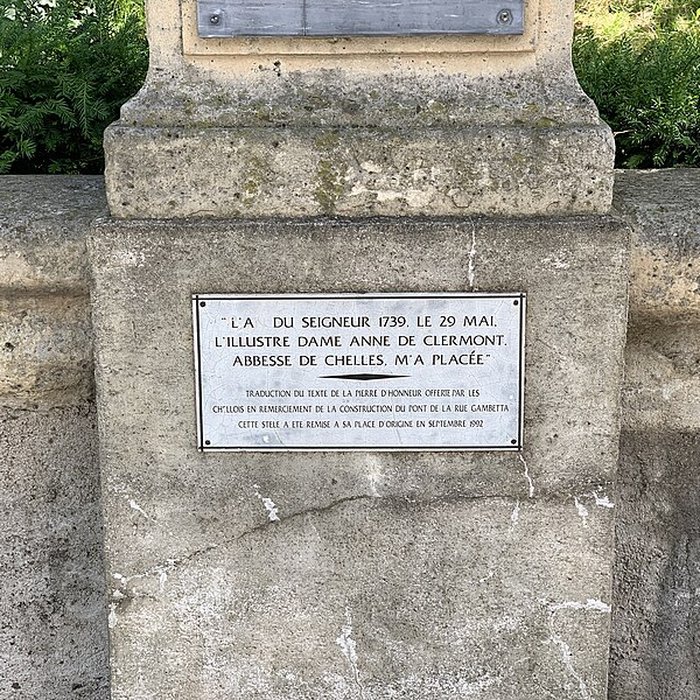 "L'A DU SEIGNEUR 1739, LE 29 MAI,
L'ILLUSTRE DAME ANNE DE CLERMONT,
ABBESSE DE CHELLES, M'A PLACÉE"
TRADUCTION DU TEXTE DE LA PIERRE D'HONNEUR OFFERTE PAR LES
CH LLOIS EN REMERCIEMENT DE LA CONSTRUCTION DU PONT DE LA RUE GAMBETTA
CETTE STELE A ETE REMISE A SA PLACE D'ORIGINE EN SEPTEMBRE 1992